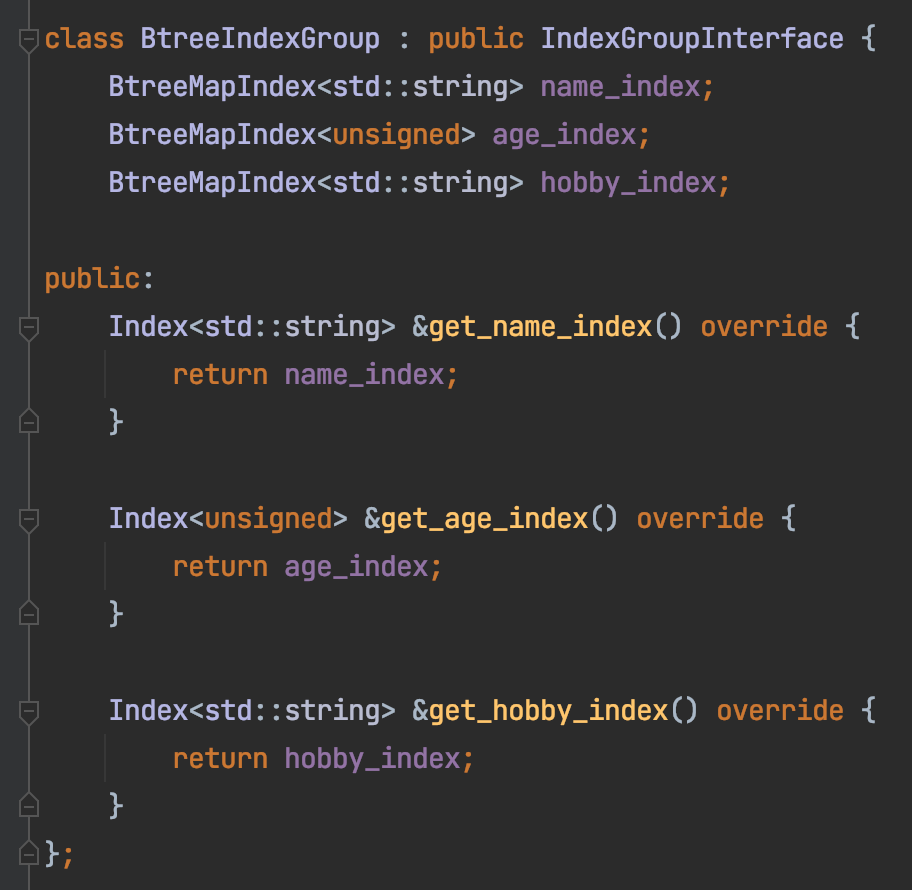 class BtreeIndexGroup : public IndexGroupInterface {
    BtreeMapIndex<std::string> name_index;
    BtreeMapIndex<unsigned> age_index;
    BtreeMapIndex<std::string> hobby_index;

public:
    Index<std::string> &get_name_index() override {
        return name_index;
    }

    Index<unsigned> &get_age_index() override {
        return age_index;
    }

    Index<std::string> &get_hobby_index() override {
        return hobby_index;
    }
};